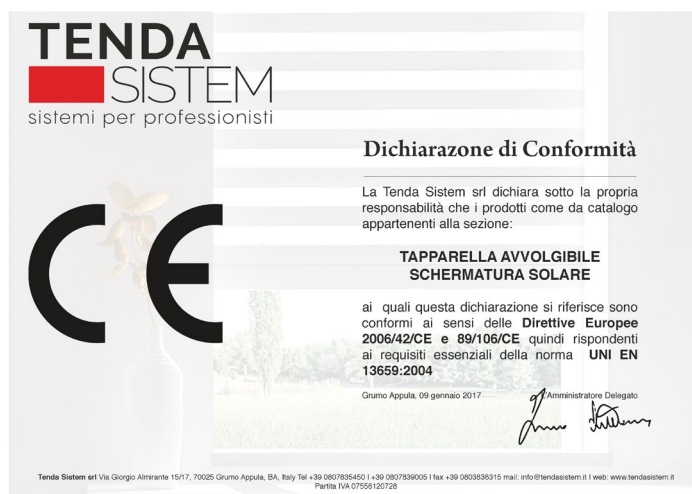 TENDA
SISTEM
sistemi per professionisti
Dichiarazone di Conformità
La Tenda Sistem srl dichiara sotto la propria
responsabilità che i prodotti come da catalogo
appartenenti alla sezione:
TAPPARELLA AVVOLGIBILE
SCHERMATURA SOLARE
CE
ai quali questa dichiarazione si riferisce sono
conformi ai sensi delle Direttive Europee
2006/42/CE e 89/106/CE quindi rispondenti
ai requisiti essenziali della norma UNI EN
13659:2004
Grumo Appula, 09 gennaio 2017
L'Amministratore Delegato
Tenda Sistem srl Via Giorgio Almirante 15/17, 70025 Grumo Appula, BA, Italy Tel +39 0807835450 I +39 0807839005 I fax +39 0803836315 mail: info@tendasistem.it I web: www.tendasistem.it
Partita IVA 07556120728